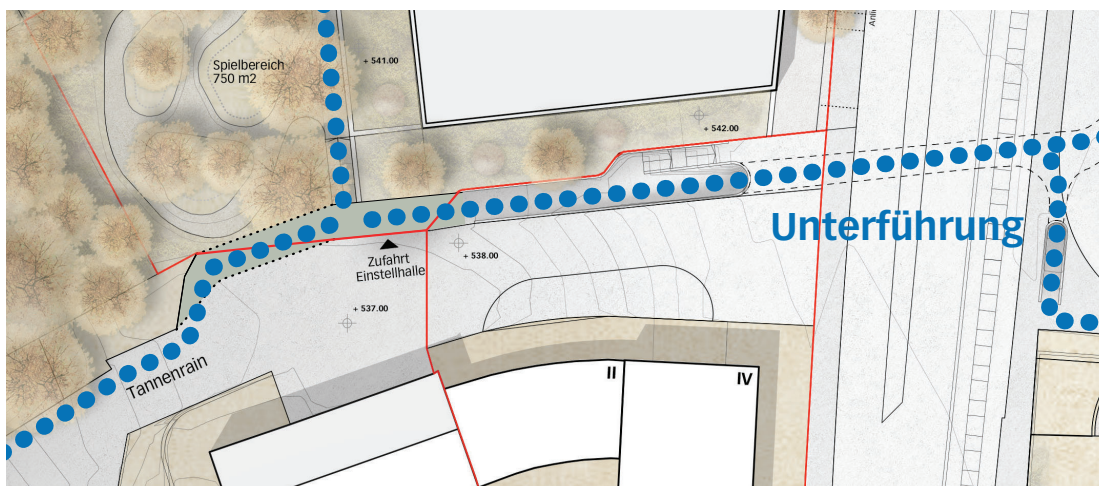 Spielbereich
750 m2
+ 541.00
+ 542.00
Unterführung
Zufahrt
Einstellhalle
+ 538.00
+ 537.00
Tannenrain
II
IV